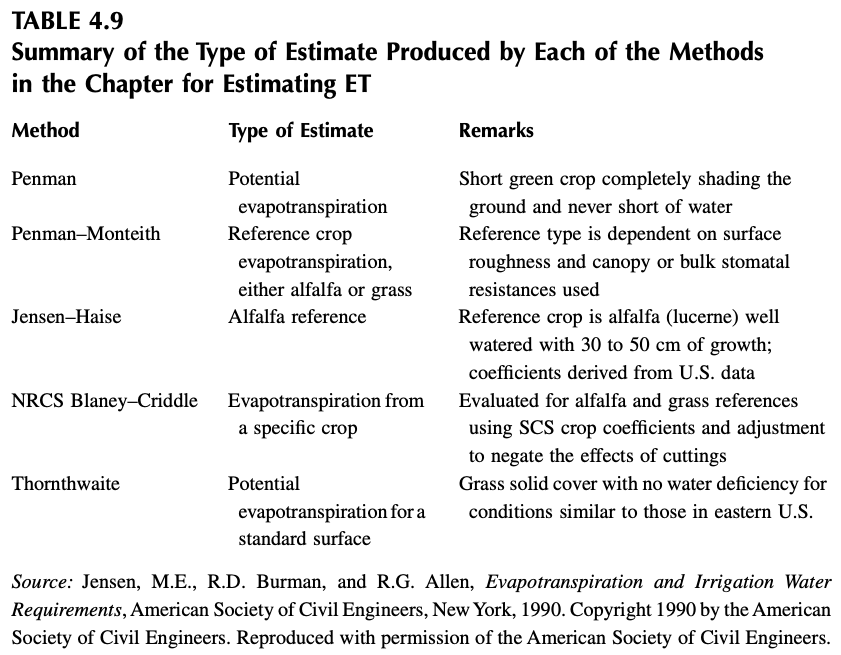 TABLE 4.9
Summary of the Type of Estimate Produced by Each of the Methods
in the Chapter for Estimating ET
Method Type of Estimate Remarks
Penman Potential Short green crop completely shading the
evapotranspiration ground and never short of water
Penman–Monteith Reference crop Reference type is dependent on surface
evapotranspiration, roughness and canopy or bulk stomatal
either alfalfa or grass resistances used
Jensen–Haise Alfalfa reference Reference crop is alfalfa (lucerne) well
watered with 30 to 50 cm of growth;
coefficients derived from U.S. data
NRCS Blaney–Criddle Evapotranspiration from Evaluated for alfalfa and grass references
a specific crop using SCS crop coefficients and adjustment
to negate the effects of cuttings
Thornthwaite Potential Grass solid cover with no water deficiency for
evapotranspiration for a conditions similar to those in eastern U.S.
standard surface
Source: Jensen, M.E., R.D. Burman, and R.G. Allen, Evapotranspiration and Irrigation Water
Requirements, American Society of Civil Engineers, New York, 1990. Copyright 1990 by the American
Society of Civil Engineers. Reproduced with permission of the American Society of Civil Engineers.